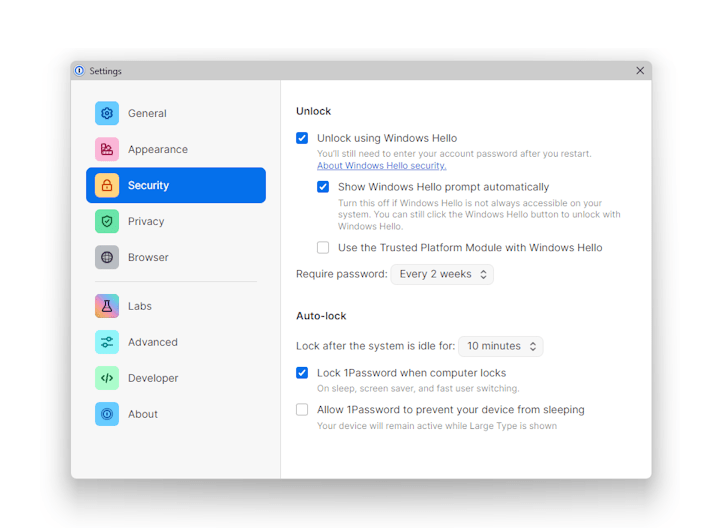 Settings
General
Appearance
Security
Privacy
Browser
Labs
Advanced
Developer
About
Unlock
Unlock using Windows Hello
You'll still need to enter your account password after you restart.
About Windows Hello security.
Show Windows Hello prompt automatically
Turn this off if Windows Hello is not always accessible on your
system. You can still click the Windows Hello button to unlock with
Windows Hello.
Use the Trusted Platform Module with Windows Hello
Require password: Every 2 weeks
Auto-lock
Lock after the system is idle for: 10 minutes
Lock 1Password when computer locks
On sleep, screen saver, and fast user switching.
Allow 1Password to prevent your device from sleeping
Your device will remain active while Large Type is shown